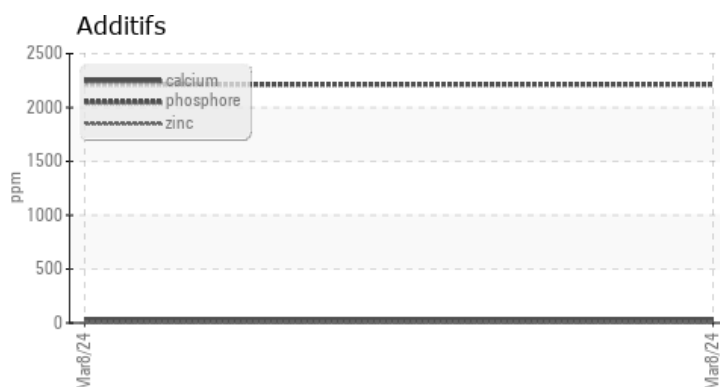 Additifs
2500
2000
1500
1000
500
0
ppm
calcium
phosphore
zinc
Mar8/24
Mar8/24